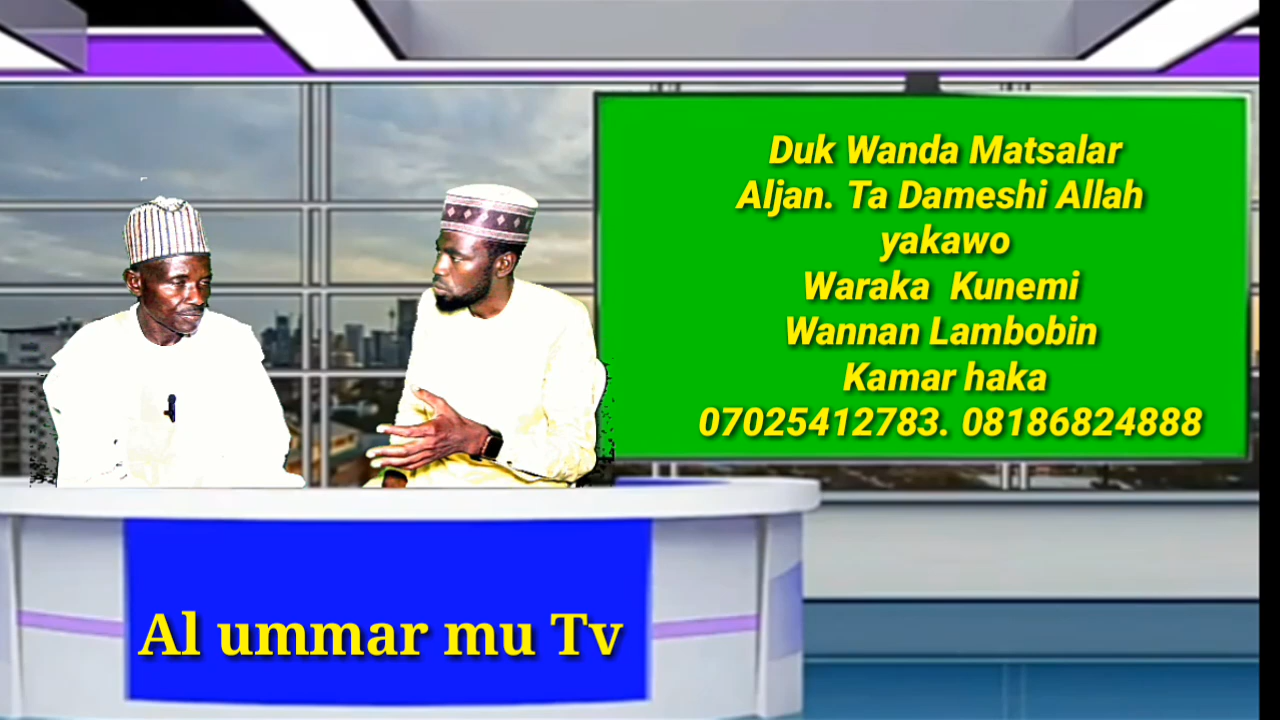 Duk Wanda Matsalar
Aljan. Ta Dameshi Allah
yakawo
Waraka Kunemi
Wannan Lambobin
Kamar haka
07025412783. 08186824888
Al ummar mu Tv